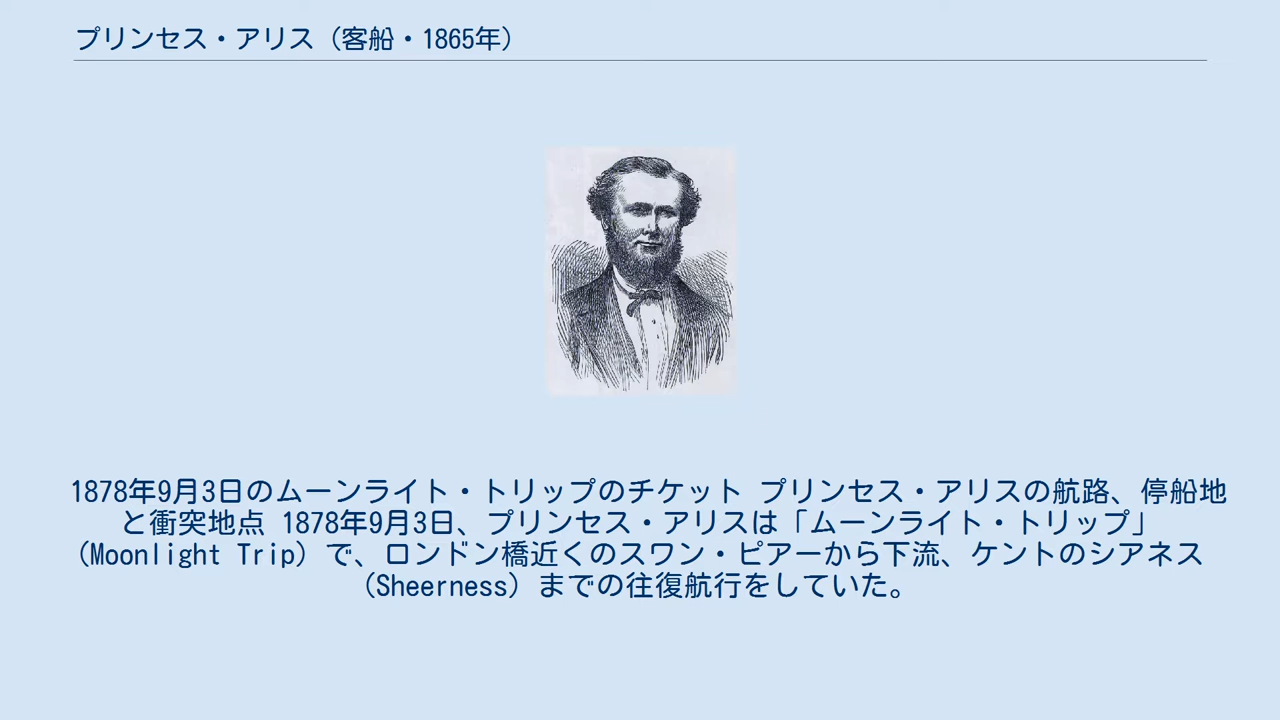 プリンセス・アリス（客船・1865年）
1878年9月3日のムーンライト・トリップのチケット プリンセス・アリスの航路、停船地
と衝突地点 1878年9月3日、プリンセス・アリスは「ムーンライト・トリップ」
（Moonlight Trip）で、ロンドン橋近くのスワン・ピアーから下流、ケントのシアネス
（Sheerness）までの往復航行をしていた。